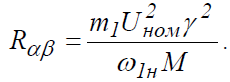 R_{αβ} = \frac{m_1 U_{ном}^2 γ^2}{ω_{1н} M}.